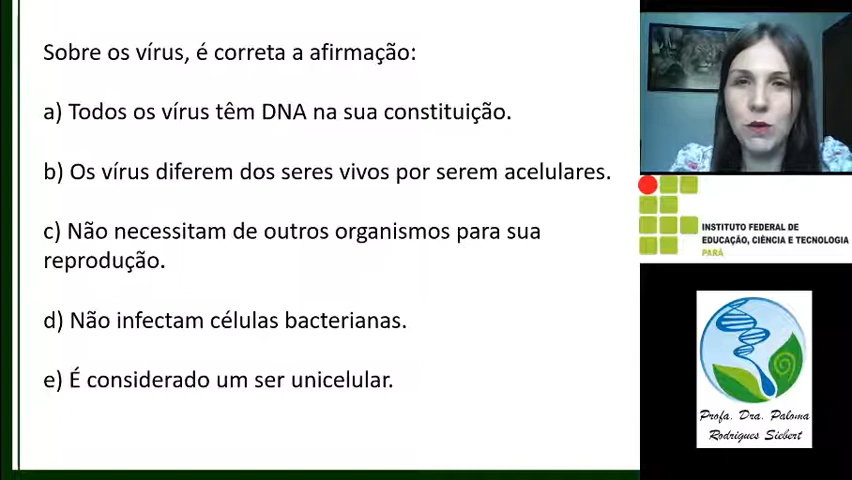 Sobre os vírus, é correta a afirmação:
a) Todos os vírus têm DNA na sua constituição.
b) Os vírus diferem dos seres vivos por serem acelulares.
c) Não necessitam de outros organismos para sua
reprodução.
d) Não infectam células bacterianas.
e) É considerado um ser unicelular.
INSTITUTO FEDERAL DE
EDUCAÇÃO, CIÊNCIA E TECNOLOGIA
PARÁ
Profa. Dra. Paloma
Rodrigues Siebert